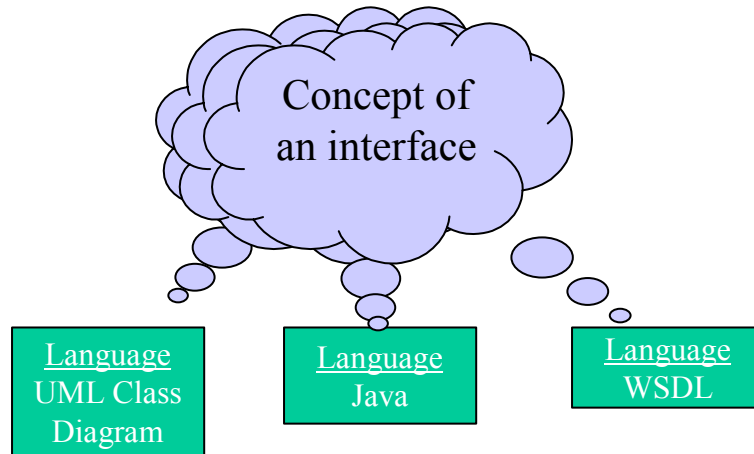 Concept of
an interface
Language
UML Class
Diagram
Language
Java
Language
WSDL